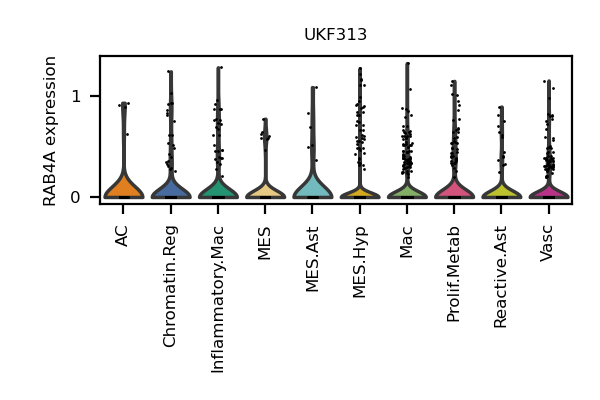 UKF313
RAB4A expression
1
0
AC
Chromatin.Reg
Inflammatory.Mac
MES
MES.Ast
MES.Hyp
Mac
Prolif.Metab
Reactive.Ast
Vasc